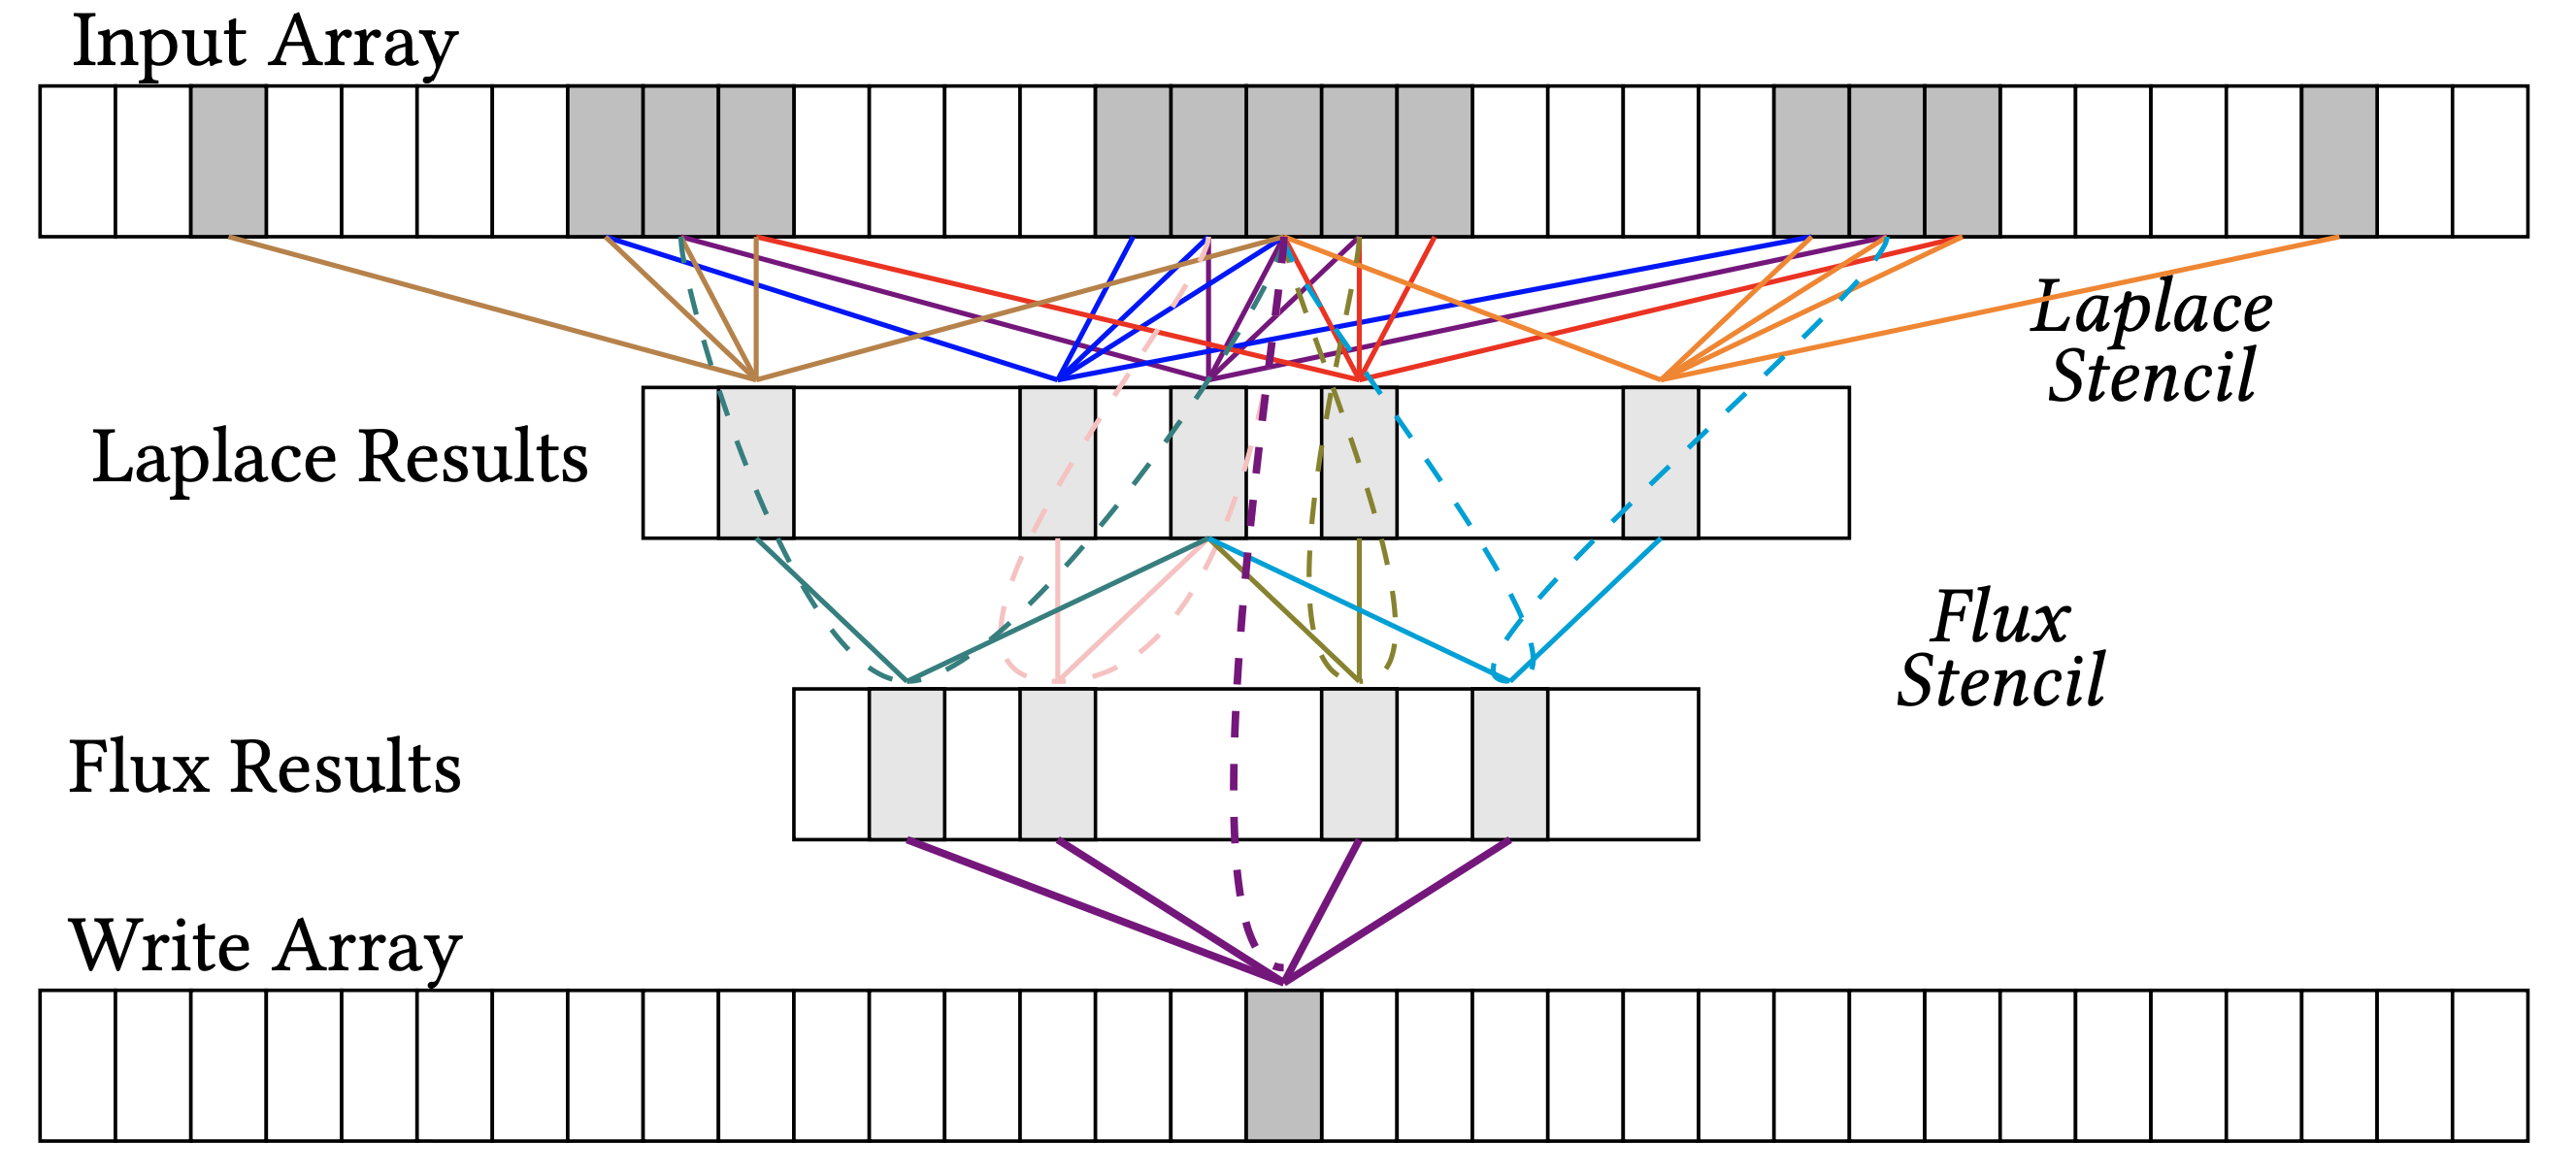 Input Array
Laplace
Stencil
Laplace Results
Flux
Stencil
Flux Results
Write Array